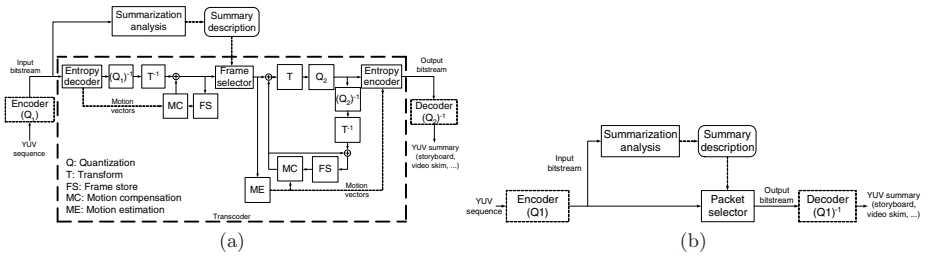 Summarization
analysis
Summary
description
Input
bitstream
Output
bitstream
Entropy
decoder
(Q₁)⁻¹
T⁻¹
Frame
selector
T
Q₂
Entropy
encoder
Motion
vectors
MC
FS
(Q₂)⁻¹
T⁻¹
Encoder
(Q₁)
YUV
sequence
Decoder
(Q₂)⁻¹
YUV summary
(storyboard,
video skim, ...)
MC
FS
ME
Motion
vectors
Q: Quantization
T: Transform
FS: Frame store
MC: Motion compensation
ME: Motion estimation
Transcoder
(a)
Summarization
analysis
Summary
description
Input
bitstream
YUV
sequence
Encoder
(Q1)
Packet
selector
Output
bitstream
Decoder
(Q1)⁻¹
YUV summary
(storyboard,
video skim, ...)
(b)